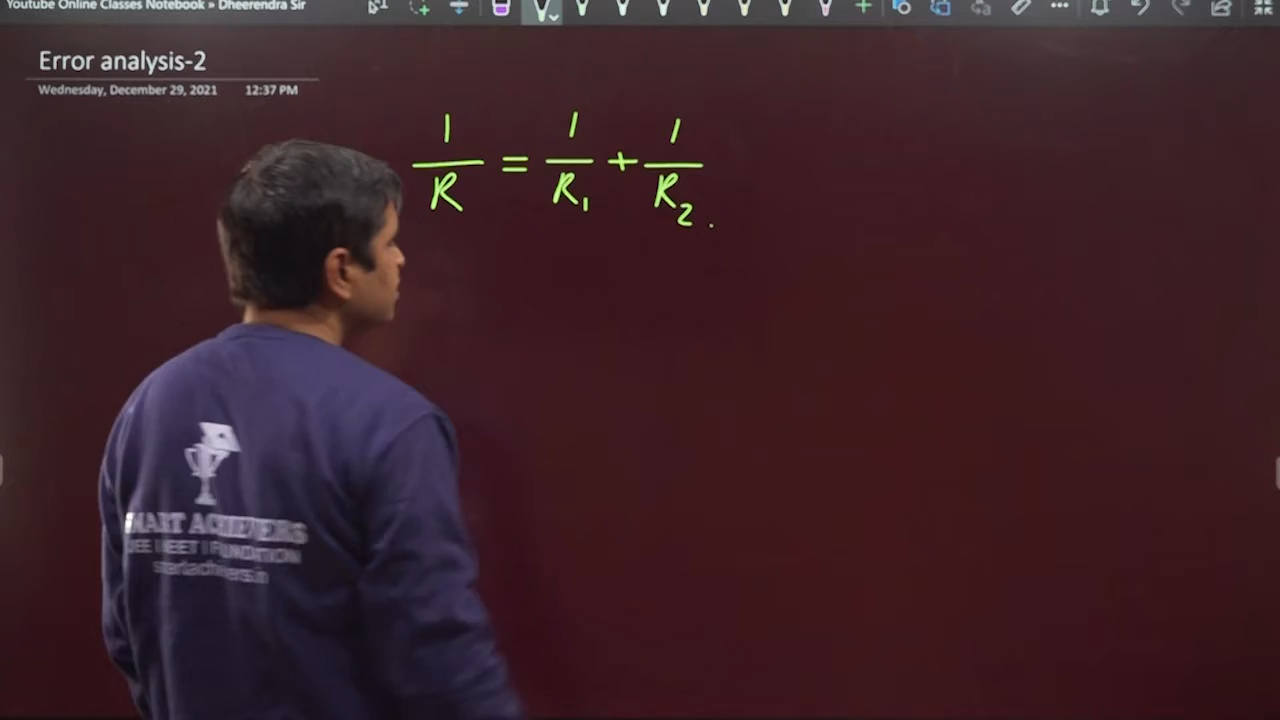 Youtube Online Classes Notebook » Dheerendra Sir
Error analysis-2
Wednesday, December 29, 2021 12:37 PM
1/R = 1/R₁ + 1/R₂.
SMART ACHIEVERS
JEE | NEET | FOUNDATION
smartachievers.in